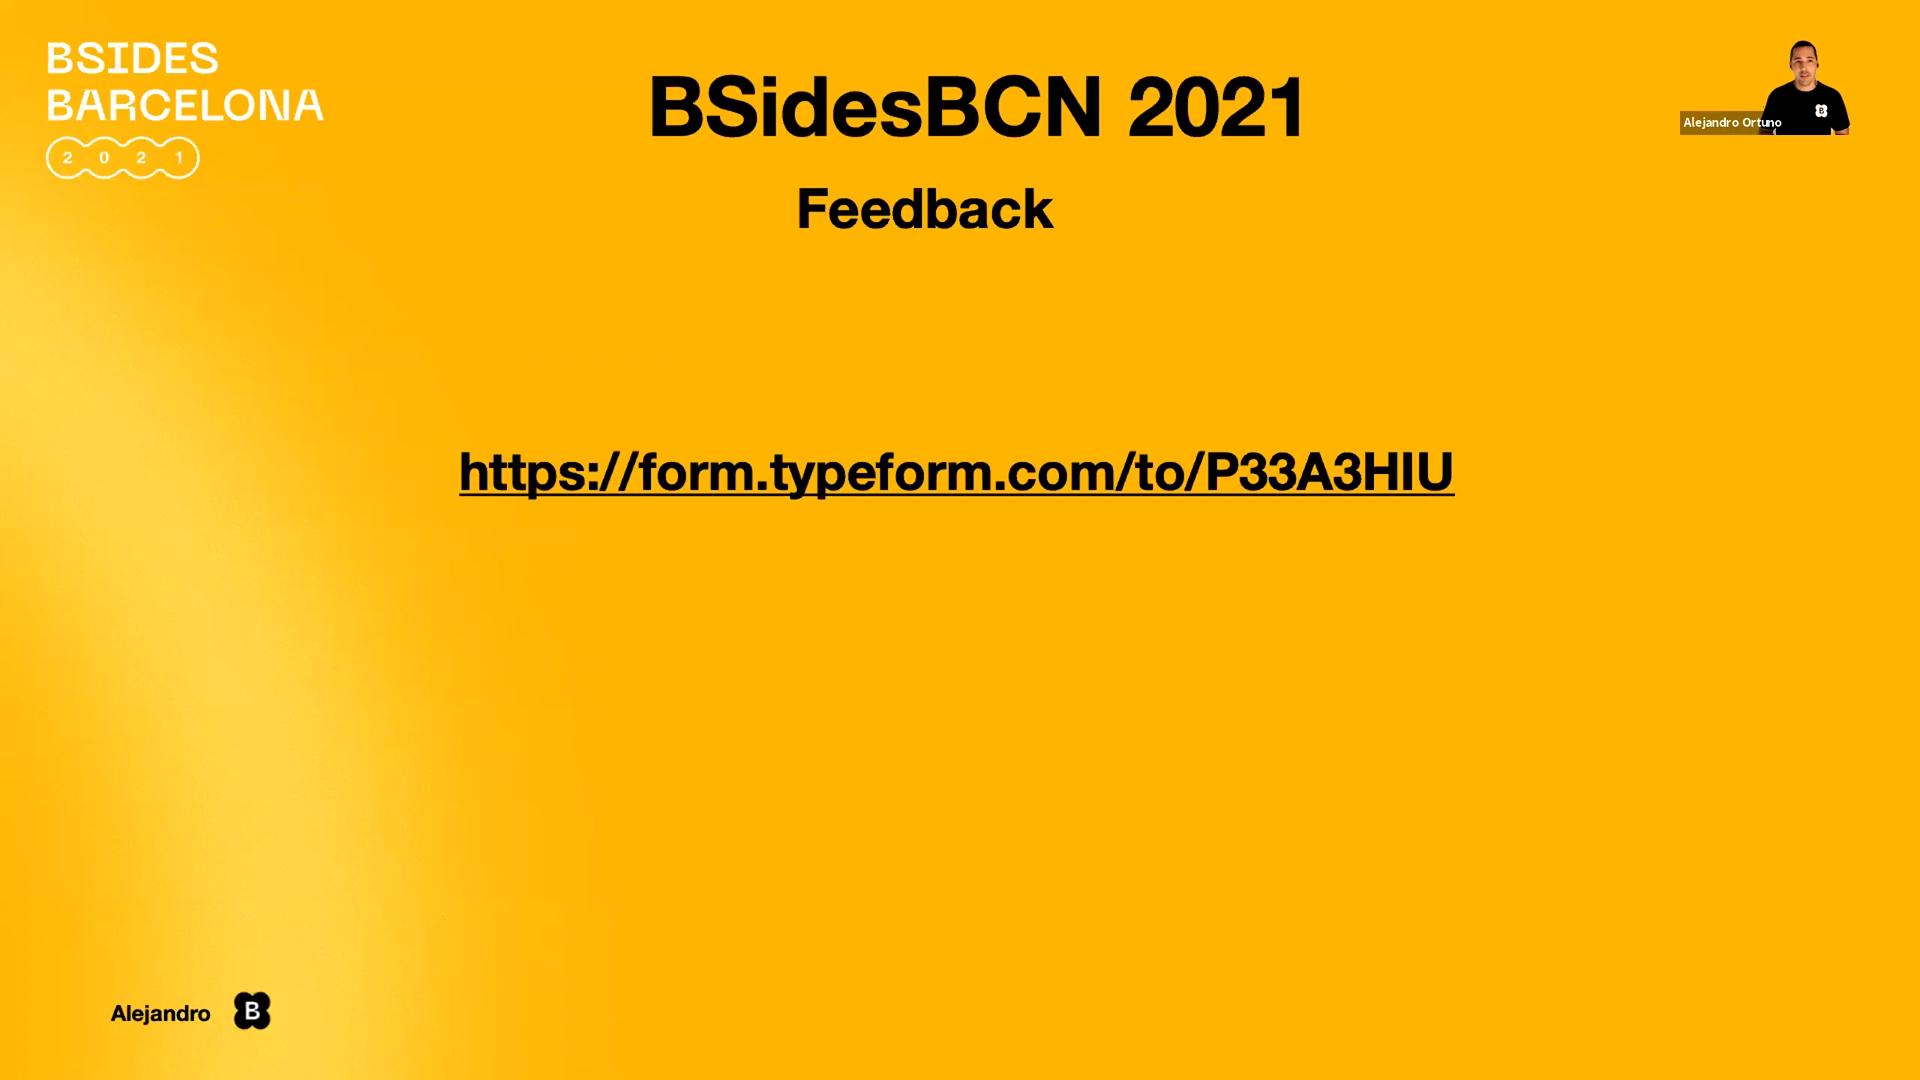 BSIDES
BARCELONA
2 0 2 1
BSidesBCN 2021
Feedback
Alejandro Ortuno
B
https://form.typeform.com/to/P33A3HIU
Alejandro
B